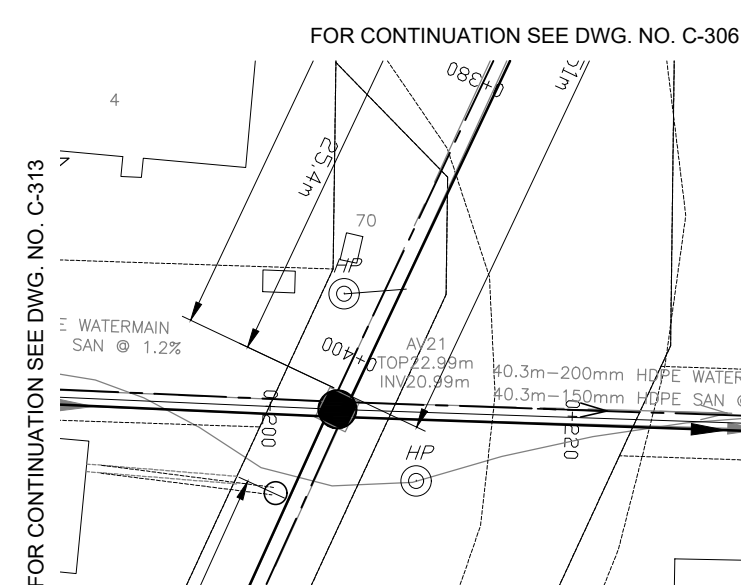 FOR CONTINUATION SEE DWG. NO. C-306
FOR CONTINUATION SEE DWG. NO. C-313
4
0+380
25.4m
70
HP
E WATERMAIN
SAN @ 1.2%
0+400
AV21
TOP22.99m
INV20.99m
40.3m-200mm HDPE WATER
40.3m-150mm HDPE SAN @
0+200
0+220
HP